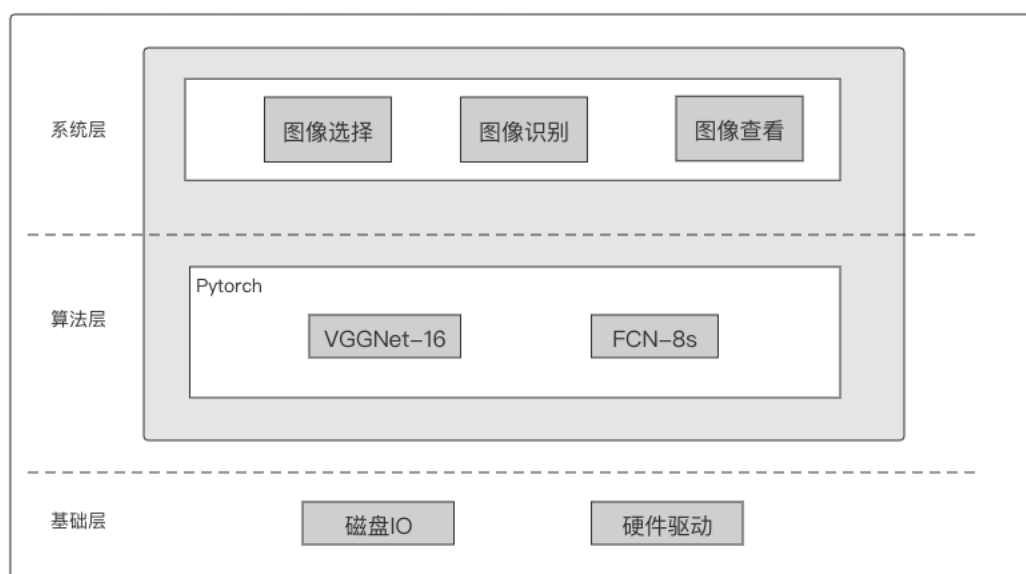 系统层
图像选择
图像识别
图像查看
Pytorch
算法层
VGGNet-16
FCN-8s
基础层
磁盘IO
硬件驱动